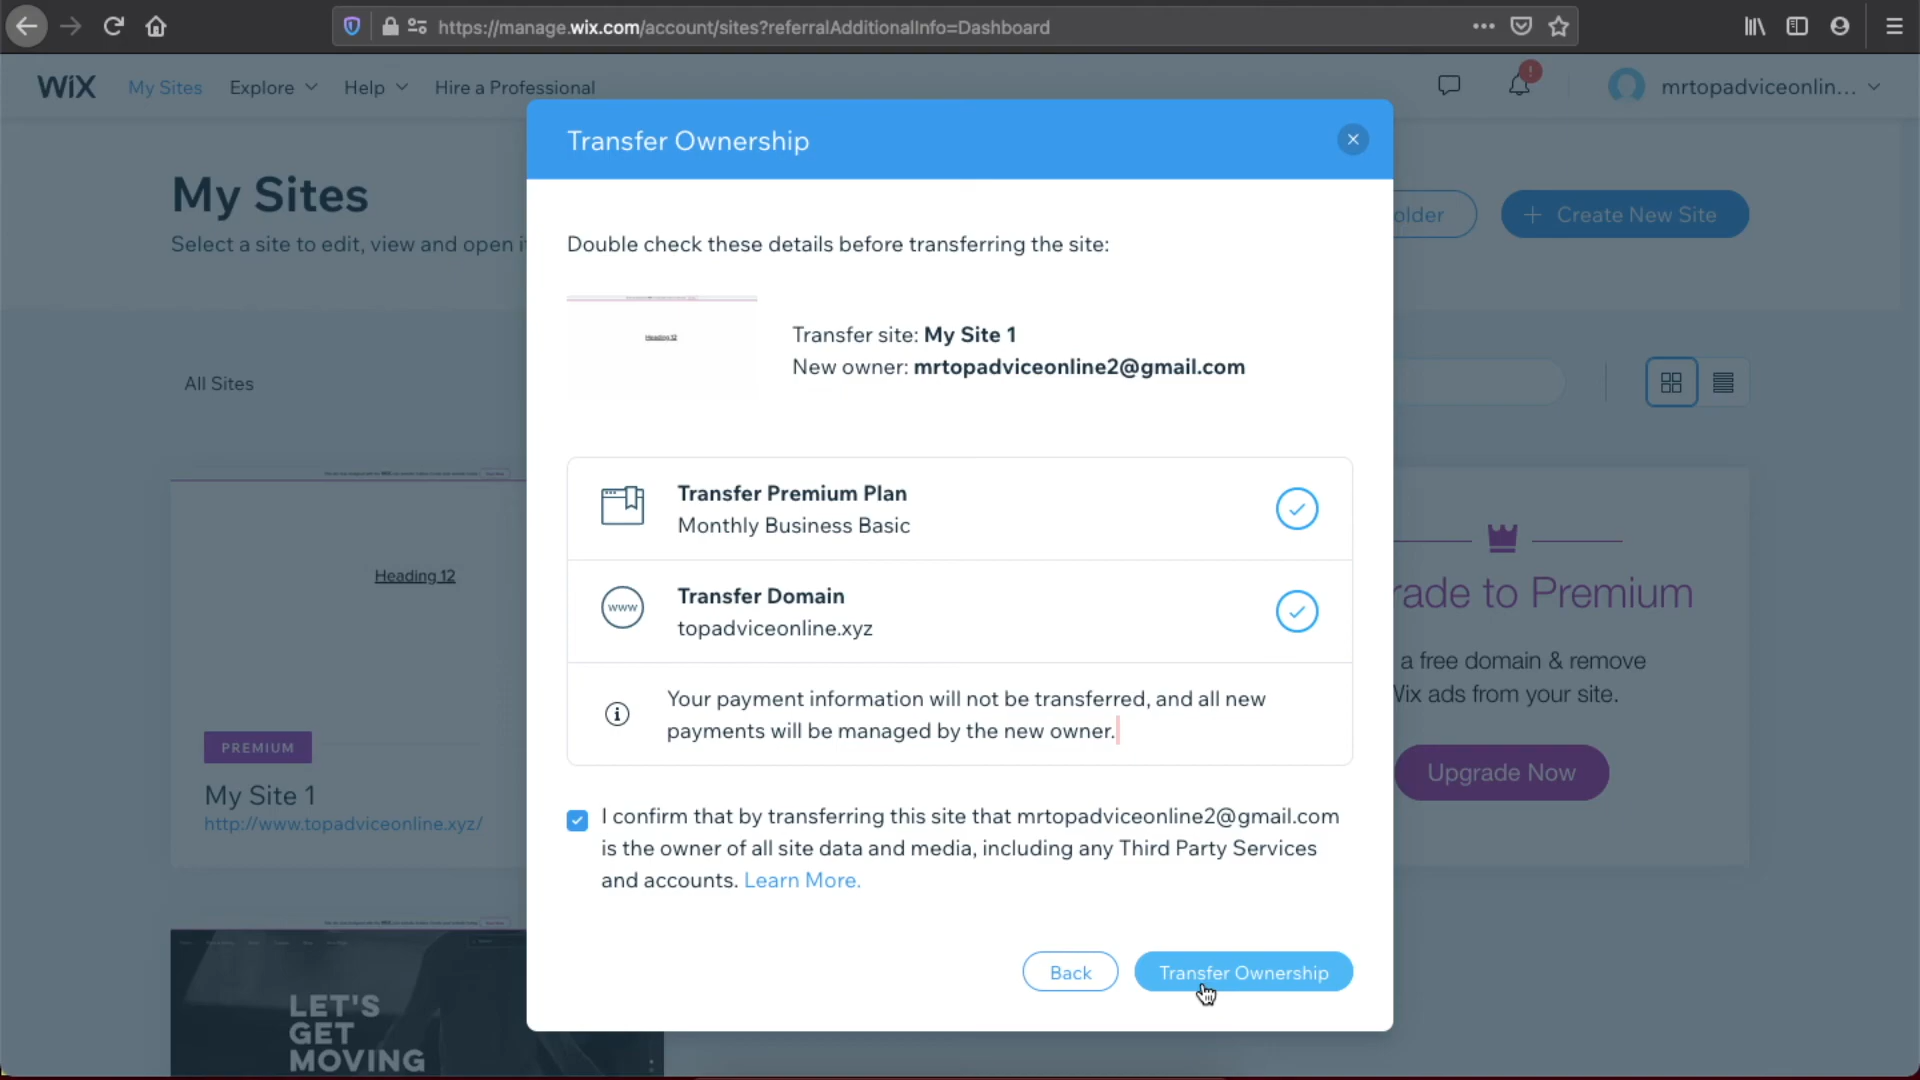 https://manage.wix.com/account/sites?referralAdditionalInfo=Dashboard
WiX My Sites Explore Help Hire a Professional ! mrtopadviceonlin...
Transfer Ownership
My Sites
Select a site to edit, view and open i
older + Create New Site
Double check these details before transferring the site:
Heading 12
Transfer site: My Site 1
New owner: mrtopadviceonline2@gmail.com
All Sites
Transfer Premium Plan
Monthly Business Basic
Transfer Domain
www
topadviceonline.xyz
Your payment information will not be transferred, and all new
payments will be managed by the new owner.
I confirm that by transferring this site that mrtopadviceonline2@gmail.com
is the owner of all site data and media, including any Third Party Services
and accounts. Learn More.
Back Transfer Ownership
Heading 12
PREMIUM
My Site 1
http://www.topadviceonline.xyz/
LET'S
GET
MOVING
rade to Premium
a free domain & remove
Wix ads from your site.
Upgrade Now